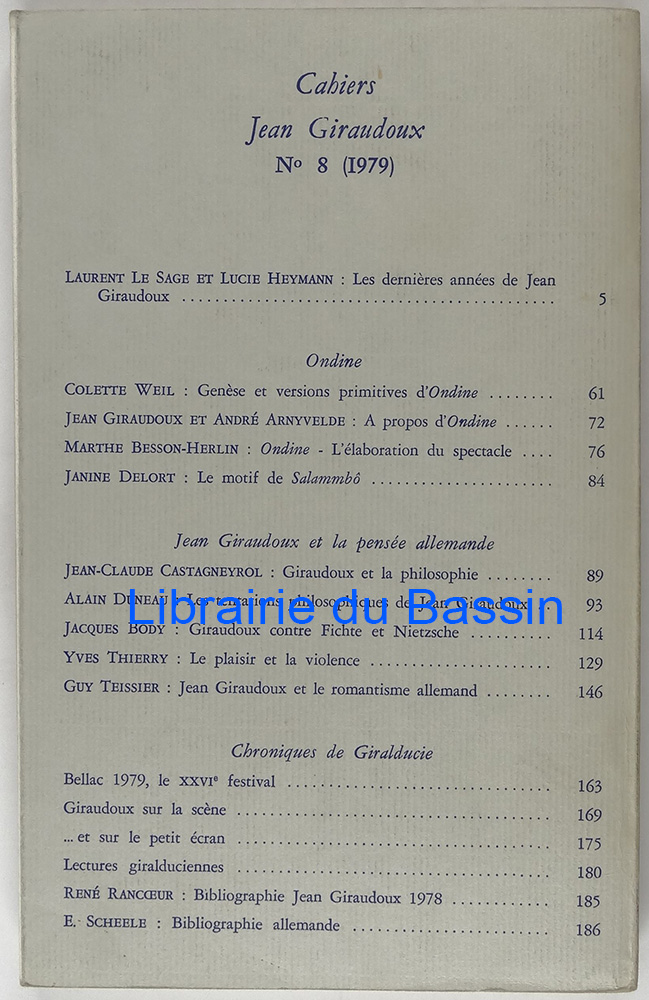 Cahiers
Jean Giraudoux
Nº 8 (1979)
LAURENT LE SAGE ET LUCIE HEYMANN : Les dernières années de Jean
Giraudoux ............................................ 5
Ondine
COLETTE WEIL : Genèse et versions primitives d'Ondine ........ 61
JEAN GIRAUDOUX ET ANDRÉ ARNYVELDE : A propos d'Ondine ...... 72
MARTHE BESSON-HERLIN : Ondine - L'élaboration du spectacle .... 76
JANINE DELORT : Le motif de Salammbô ...................... 84
Jean Giraudoux et la pensée allemande
JEAN-CLAUDE CASTAGNEYROL : Giraudoux et la philosophie ........ 89
ALAIN DUNEAU : Les tentations philosophiques de Jean Giraudoux .. 93
Librairie du Bassin
JACQUES BODY : Giraudoux contre Fichte et Nietzsche .......... 114
YVES THIERRY : Le plaisir et la violence ...................... 129
GUY TEISSIER : Jean Giraudoux et le romantisme allemand ........ 146
Chroniques de Giralducie
Bellac 1979, le XXVIe festival ................................ 163
Giraudoux sur la scène ....................................... 169
... et sur le petit écran ...................................... 175
Lectures giralduciennes ...................................... 180
RENÉ RANCŒUR : Bibliographie Jean Giraudoux 1978 ............ 185
E. SCHEELE : Bibliographie allemande ........................ 186